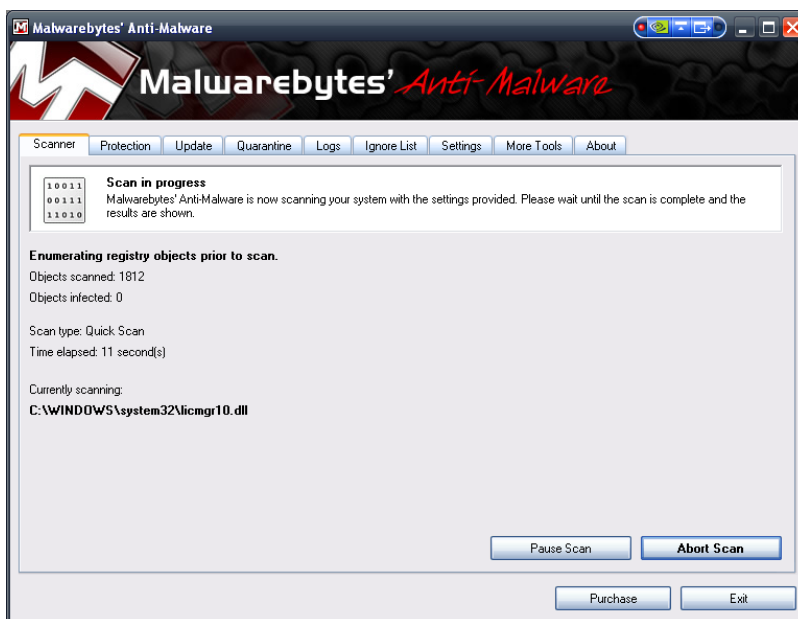 Malwarebytes' Anti-Malware
Malwarebytes' Anti-Malware
Scanner Protection Update Quarantine Logs Ignore List Settings More Tools About
10011
00111
11010
Scan in progress
Malwarebytes' Anti-Malware is now scanning your system with the settings provided. Please wait until the scan is complete and the
results are shown.
Enumerating registry objects prior to scan.
Objects scanned: 1812
Objects infected: 0
Scan type: Quick Scan
Time elapsed: 11 second(s)
Currently scanning:
C:\WINDOWS\system32\licmgr10.dll
Pause Scan Abort Scan
Purchase Exit